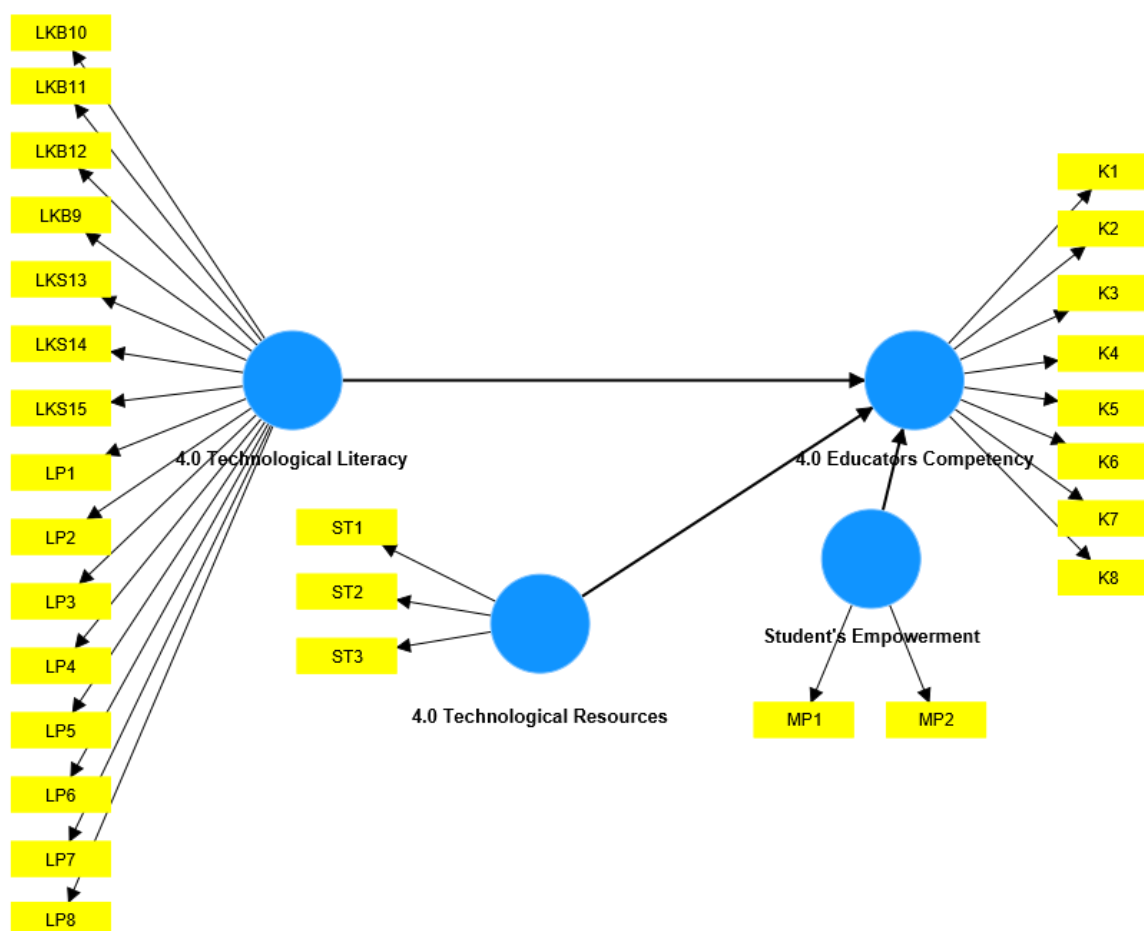 LKB10
LKB11
LKB12
LKB9
LKS13
LKS14
LKS15
LP1
LP2
LP3
LP4
LP5
LP6
LP7
LP8
4.0 Technological Literacy
ST1
ST2
ST3
4.0 Technological Resources
4.0 Educators Competency
Student's Empowerment
MP1
MP2
K1
K2
K3
K4
K5
K6
K7
K8